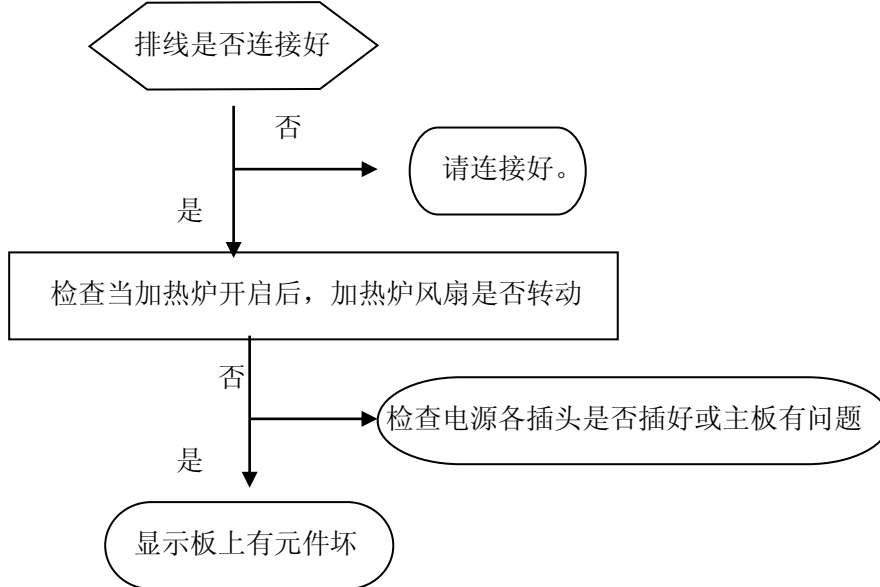 排线是否连接好
否
请连接好。
是
检查当加热炉开启后，加热炉风扇是否转动
否
检查电源各插头是否插好或主板有问题
是
显示板上有元件坏